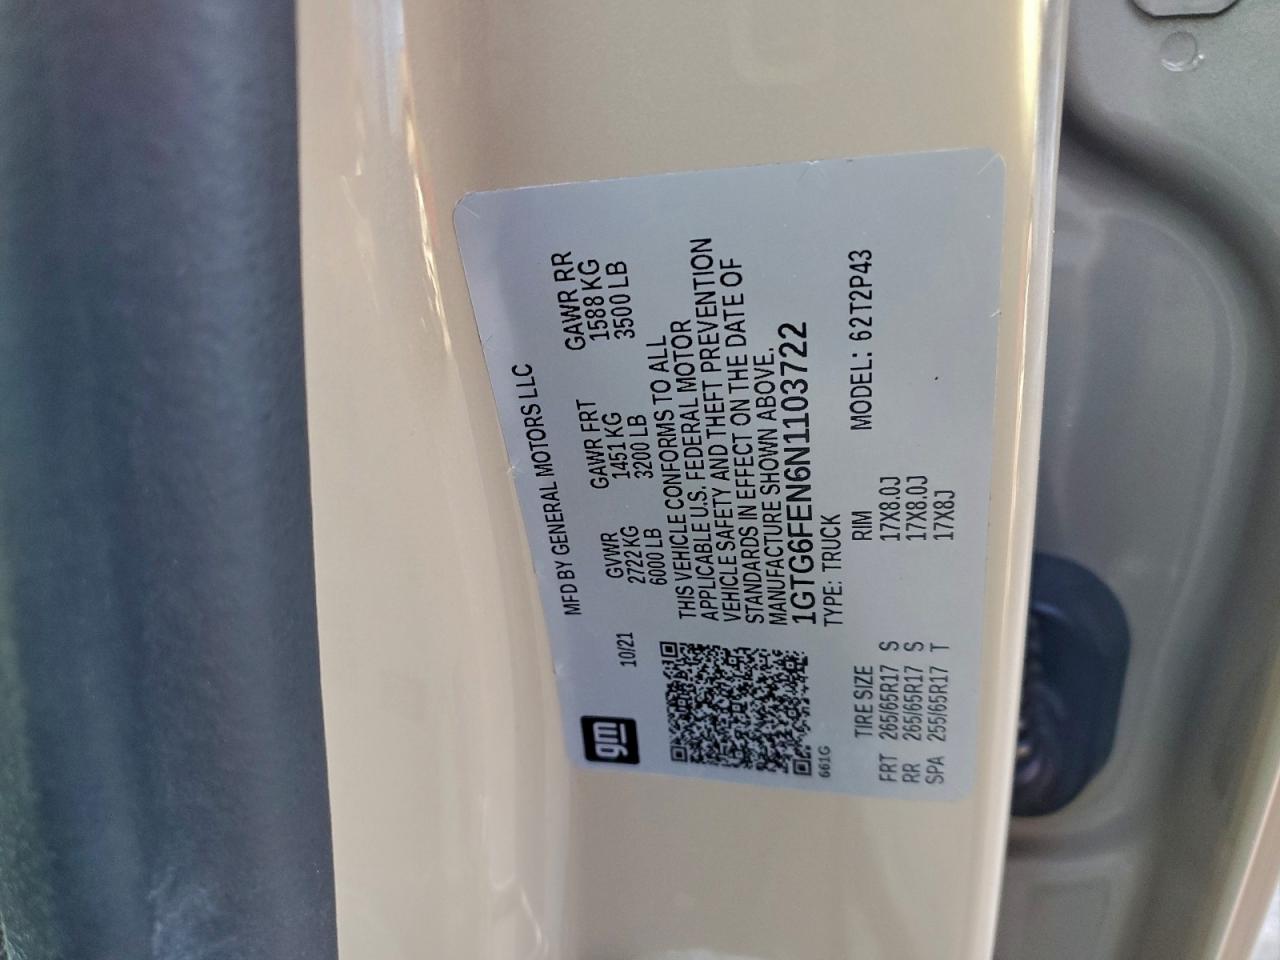 gm
MFD BY GENERAL MOTORS LLC
10/21
GVWR GAWR FRT GAWR RR
2722 KG 1451 KG 1588 KG
6000 LB 3200 LB 3500 LB
THIS VEHICLE CONFORMS TO ALL
APPLICABLE U.S. FEDERAL MOTOR
VEHICLE SAFETY AND THEFT PREVENTION
STANDARDS IN EFFECT ON THE DATE OF
MANUFACTURE SHOWN ABOVE.
1GTG6FEN6N1103722
661G
TYPE: TRUCK MODEL: 62T2P43
TIRE SIZE RIM
FRT 265/65R17 S 17X8.0J
RR 265/65R17 S 17X8.0J
SPA 255/65R17 T 17X8J